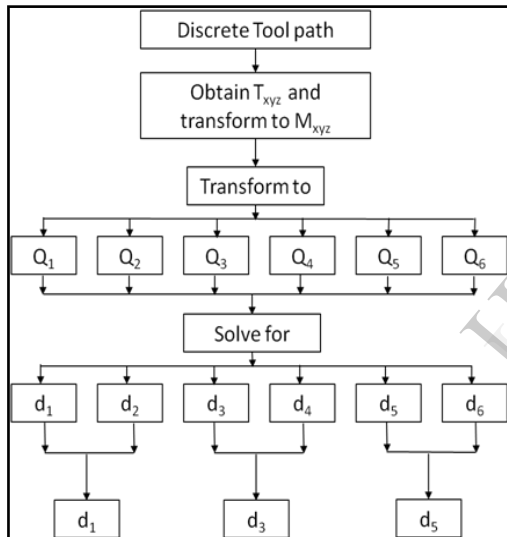 Discrete Tool path
Obtain Txyz and
transform to Mxyz
Transform to
Q1 Q2 Q3 Q4 Q5 Q6
Solve for
d1 d2 d3 d4 d5 d6
d1 d3 d5